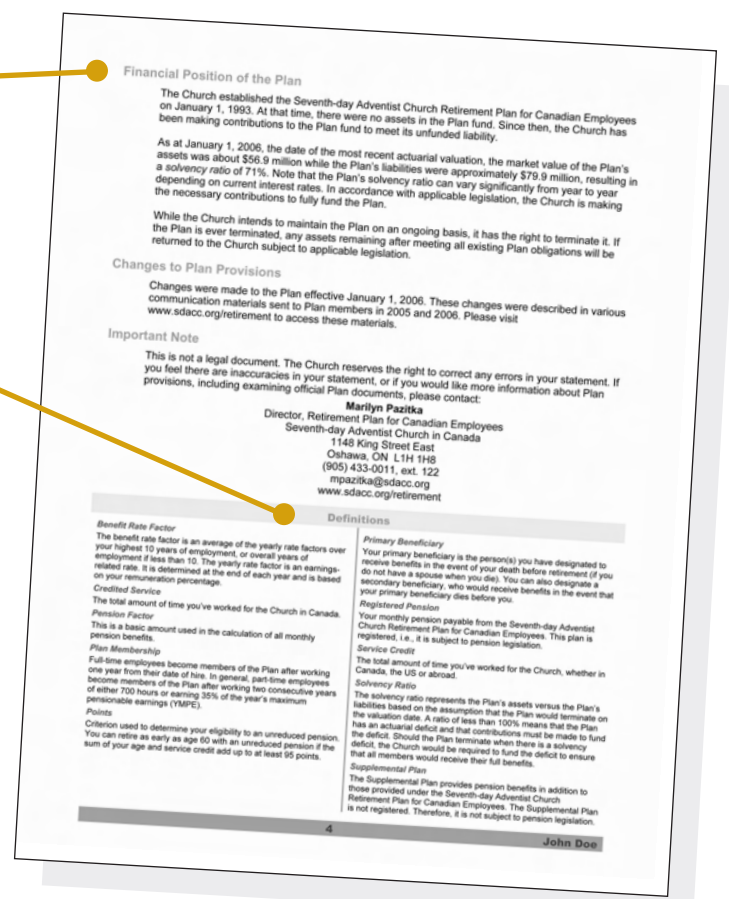 Financial Position of the Plan
The Church established the Seventh-day Adventist Church Retirement Plan for Canadian Employees
on January 1, 1993. At that time, there were no assets in the Plan fund. Since then, the Church has
been making contributions to the Plan fund to meet its unfunded liability.
As at January 1, 2006, the date of the most recent actuarial valuation, the market value of the Plan's
assets was about $56.9 million while the Plan's liabilities were approximately $79.9 million, resulting in
a solvency ratio of 71%. Note that the Plan's solvency ratio can vary significantly from year to year
depending on current interest rates. In accordance with applicable legislation, the Church is making
the necessary contributions to fully fund the Plan.
While the Church intends to maintain the Plan on an ongoing basis, it has the right to terminate it. If
the Plan is ever terminated, any assets remaining after meeting all existing Plan obligations will be
returned to the Church subject to applicable legislation.
Changes to Plan Provisions
Changes were made to the Plan effective January 1, 2006. These changes were described in various
communication materials sent to Plan members in 2005 and 2006. Please visit
www.sdacc.org/retirement to access these materials.
Important Note
This is not a legal document. The Church reserves the right to correct any errors in your statement. If
you feel there are inaccuracies in your statement, or if you would like more information about Plan
provisions, including examining official Plan documents, please contact:
Marilyn Pazitka
Director, Retirement Plan for Canadian Employees
Seventh-day Adventist Church in Canada
1148 King Street East
Oshawa, ON L1H 1H8
(905) 433-0011, ext. 122
mpazitka@sdacc.org
www.sdacc.org/retirement
Definitions
Benefit Rate Factor
The benefit rate factor is an average of the yearly rate factors over
your highest 10 years of employment, or overall years of
employment if less than 10. The yearly rate factor is an earnings-
related rate. It is determined at the end of each year and is based
on your remuneration percentage.
Credited Service
The total amount of time you've worked for the Church in Canada.
Pension Factor
This is a basic amount used in the calculation of all monthly
pension benefits.
Plan Membership
Full-time employees become members of the Plan after working
one year from their date of hire. In general, part-time employees
become members of the Plan after working two consecutive years
of either 700 hours or earning 35% of the year's maximum
pensionable earnings (YMPE).
Points
Criterion used to determine your eligibility to an unreduced pension.
You can retire as early as age 60 with an unreduced pension if the
sum of your age and service credit add up to at least 95 points.
Primary Beneficiary
Your primary beneficiary is the person(s) you have designated to
receive benefits in the event of your death before retirement (if you
do not have a spouse when you die). You can also designate a
secondary beneficiary, who would receive benefits in the event that
your primary beneficiary dies before you.
Registered Pension
Your monthly pension payable from the Seventh-day Adventist
Church Retirement Plan for Canadian Employees. This plan is
registered, i.e., it is subject to pension legislation.
Service Credit
The total amount of time you've worked for the Church, whether in
Canada, the US or abroad.
Solvency Ratio
The solvency ratio represents the Plan's assets versus the Plan's
liabilities based on the assumption that the Plan would terminate on
the valuation date. A ratio of less than 100% means that the Plan
has an actuarial deficit and that contributions must be made to fund
the deficit. Should the Plan terminate when there is a solvency
deficit, the Church would be required to fund the deficit to ensure
that all members would receive their full benefits.
Supplemental Plan
The Supplemental Plan provides pension benefits in addition to
those provided under the Seventh-day Adventist Church
Retirement Plan for Canadian Employees. The Supplemental Plan
is not registered. Therefore, it is not subject to pension legislation.
4
John Doe